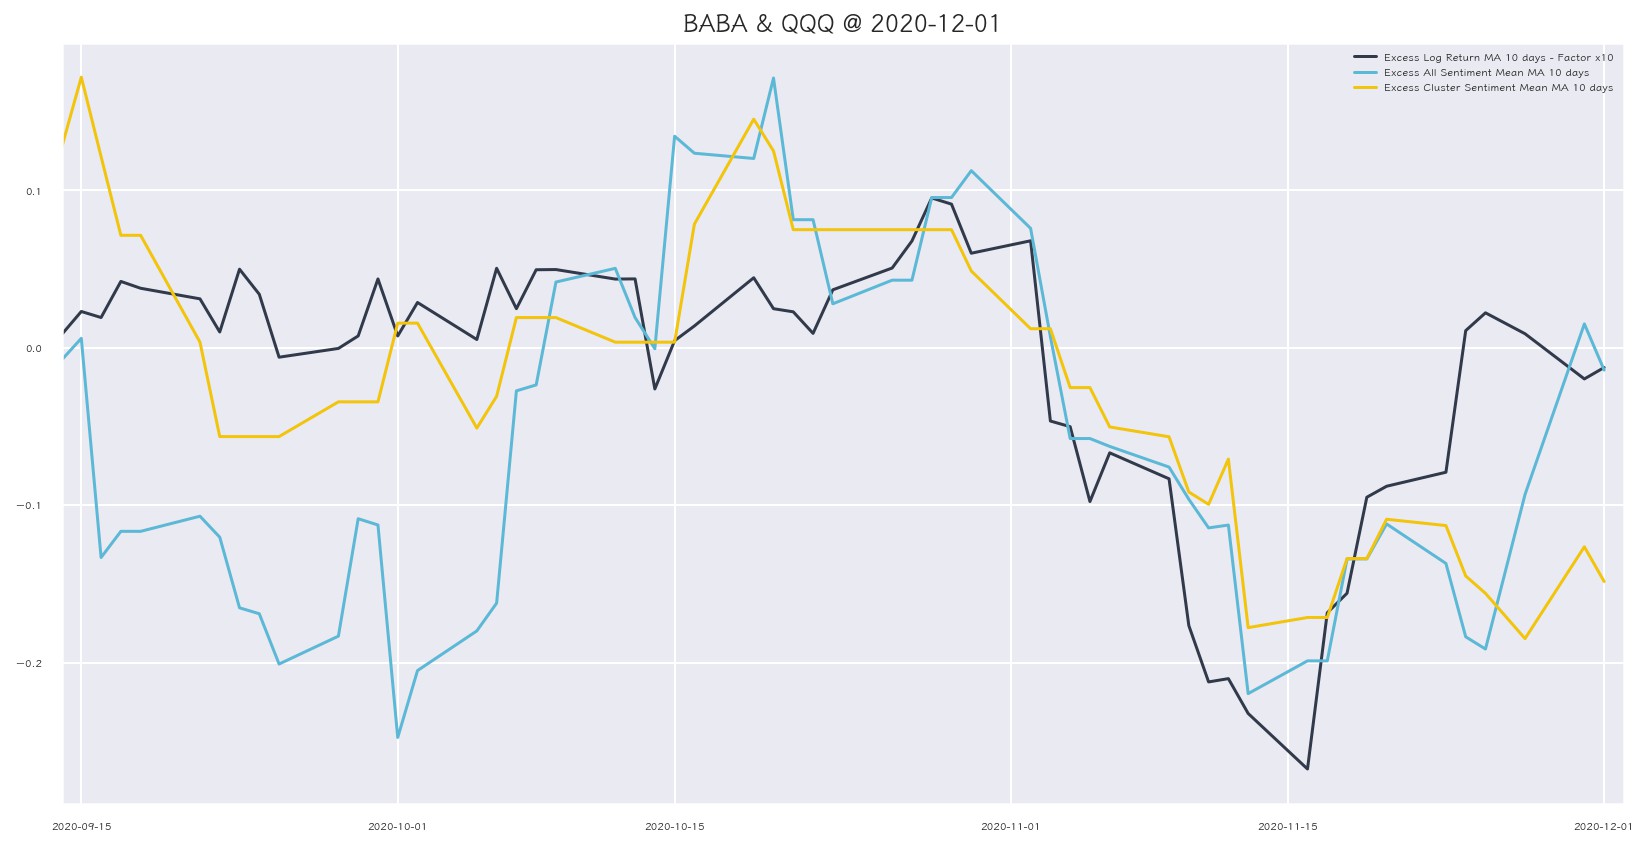 BABA & QQQ @ 2020-12-01
Excess Log Return MA 10 days - Factor x10
Excess All Sentiment Mean MA 10 days
Excess Cluster Sentiment Mean MA 10 days
0.1
0.0
−0.1
−0.2
2020-09-15 2020-10-01 2020-10-15 2020-11-01 2020-11-15 2020-12-01